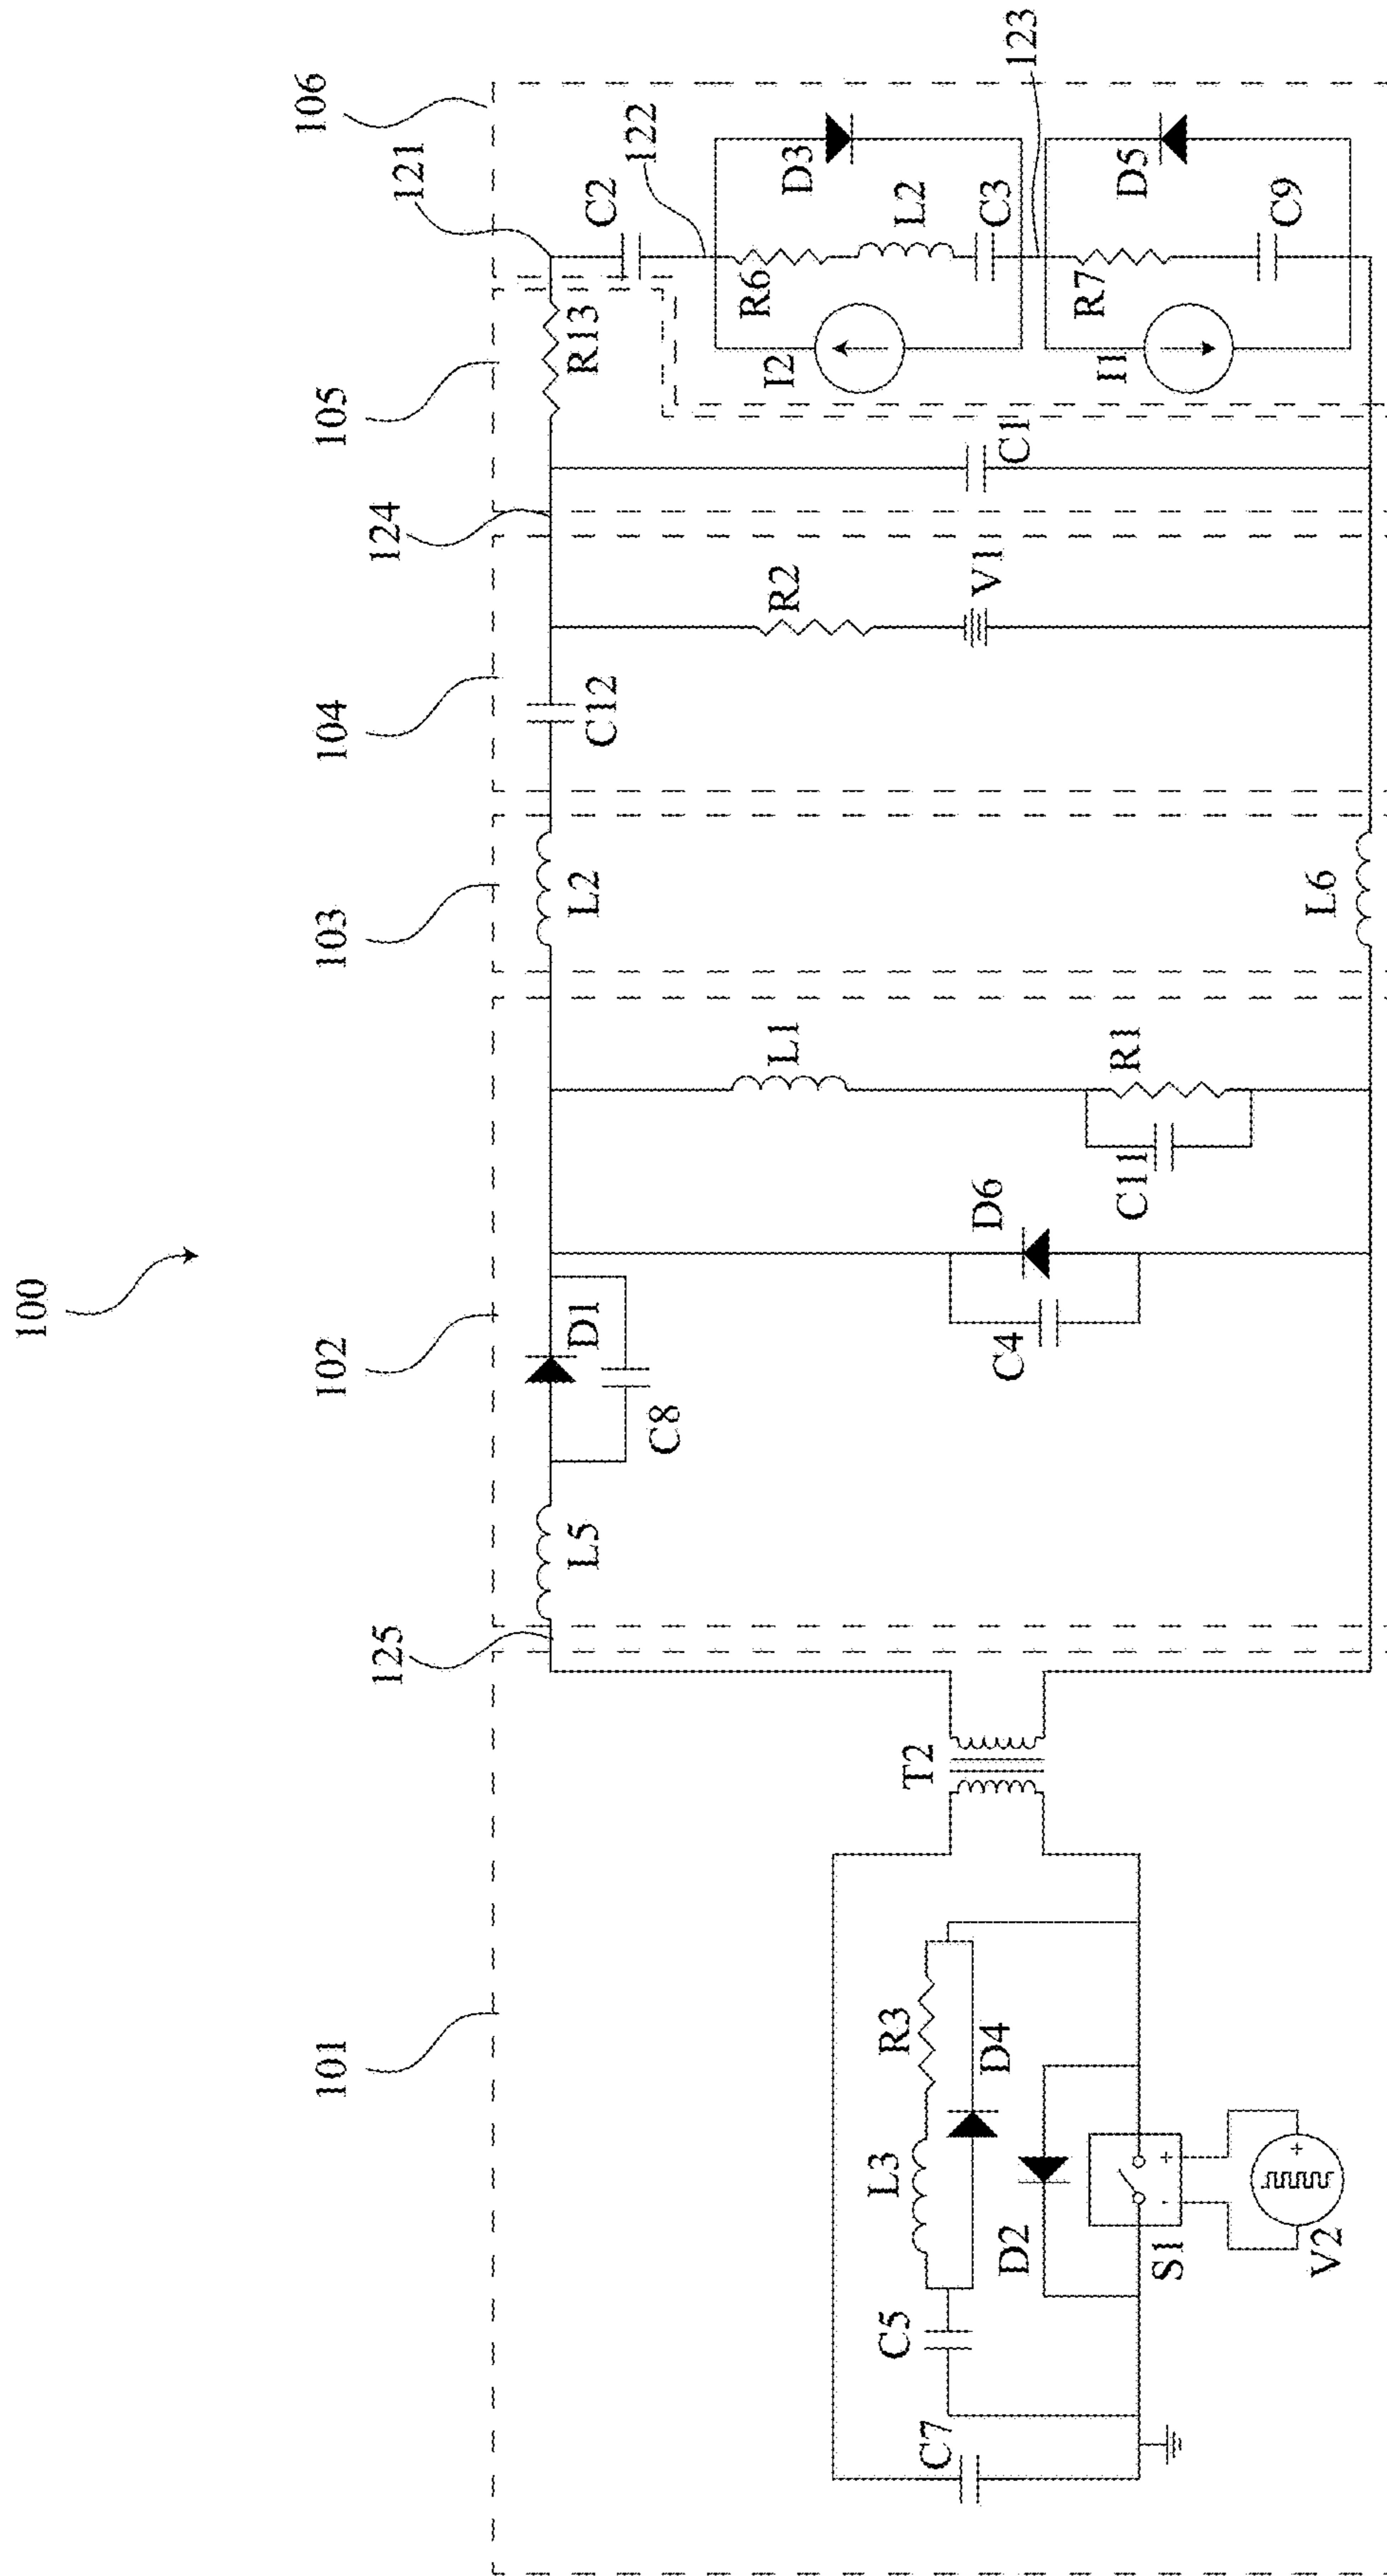 100
101
125
102
103
104
124
105
121
106
C7
C5
L3
R3
D4
D2
S1
+
-
V2
+
T2
L5
D1
C8
D6
C4
L1
R1
C11
L2
L6
C12
R2
V1
R13
C1
C2
122
I2
R6
L2
C3
D3
123
I1
R7
C9
D5